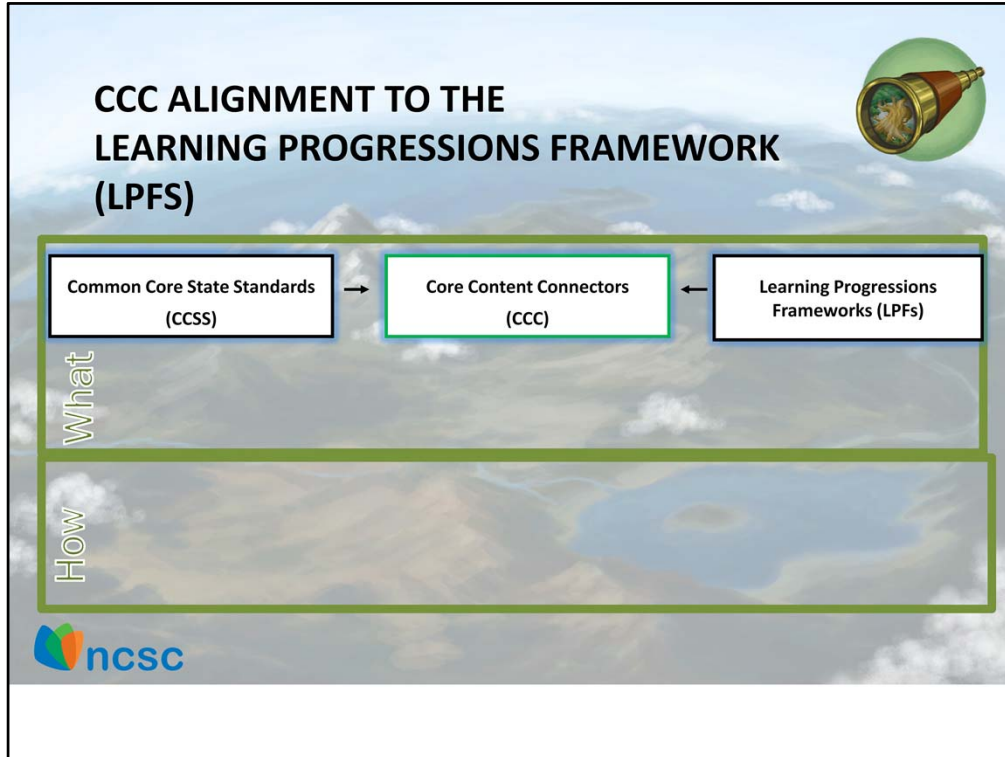 CCC ALIGNMENT TO THE
LEARNING PROGRESSIONS FRAMEWORK
(LPFS)
Common Core State Standards
(CCSS)
Core Content Connectors
(CCC)
Learning Progressions
Frameworks (LPFs)
What
How
ncsc